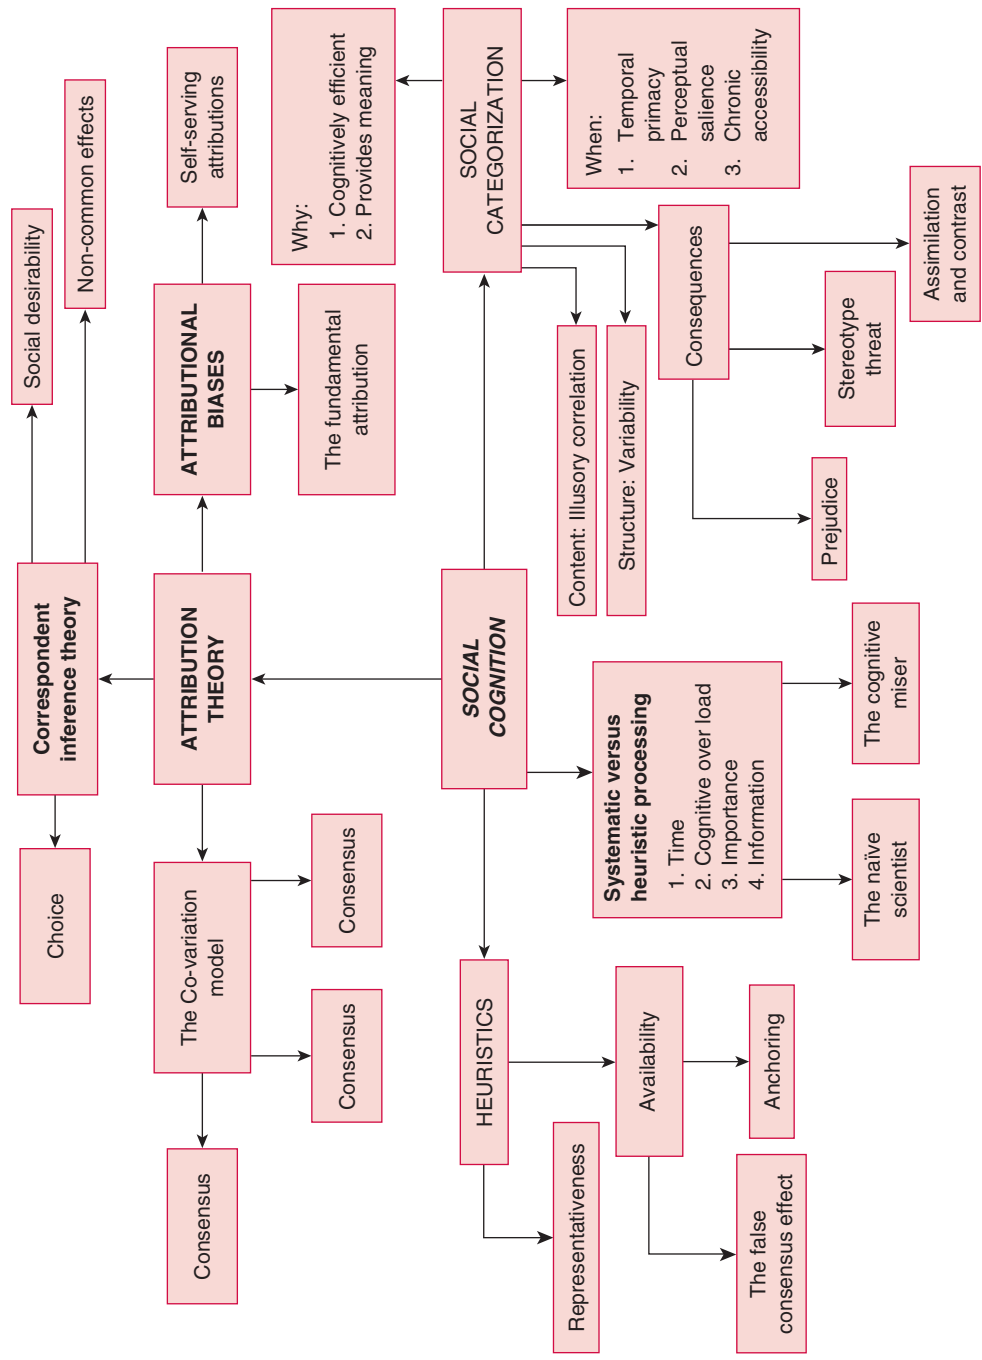 Choice
Correspondent
inference theory
Social desirability
Non-common effects
Consensus
The Co-variation
model
Consensus
Consensus
ATTRIBUTION
THEORY
ATTRIBUTIONAL
BIASES
Self-serving
attributions
The fundamental
attribution
Why:
1. Cognitively efficient
2. Provides meaning
HEURISTICS
SOCIAL
COGNITION
SOCIAL
CATEGORIZATION
Representativeness
Availability
The false
consensus effect
Anchoring
Systematic versus
heuristic processing
1. Time
2. Cognitive over load
3. Importance
4. Information
The naïve
scientist
The cognitive
miser
Content: Illusory correlation
Structure: Variability
When:
1. Temporal
primacy
2. Perceptual
salience
3. Chronic
accessibility
Consequences
Prejudice
Stereotype
threat
Assimilation
and contrast